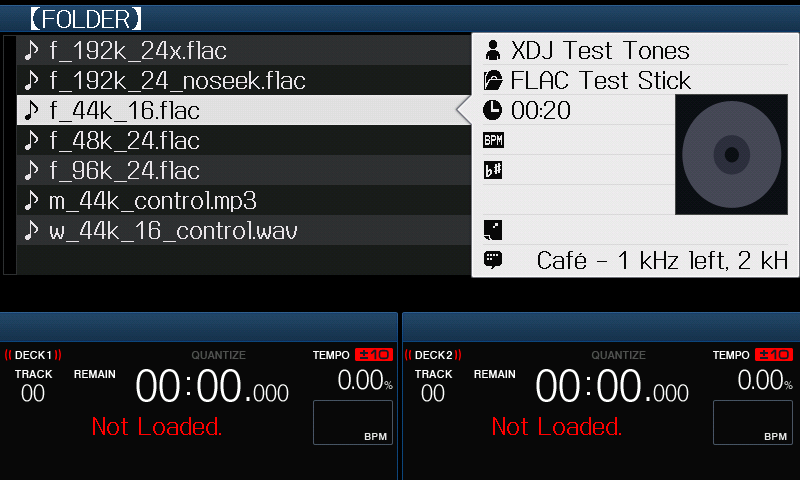 【FOLDER】
f_192k_24x.flac
f_192k_24_noseek.flac
f_44k_16.flac
f_48k_24.flac
f_96k_24.flac
m_44k_control.mp3
w_44k_16_control.wav
XDJ Test Tones
FLAC Test Stick
00:20
BPM
b#
Café - 1 kHz left, 2 kH
DECK1
QUANTIZE
TEMPO ±10
TRACK
00
REMAIN
00:00.000
0.00%
Not Loaded.
BPM
DECK2
QUANTIZE
TEMPO ±10
TRACK
00
REMAIN
00:00.000
0.00%
Not Loaded.
BPM